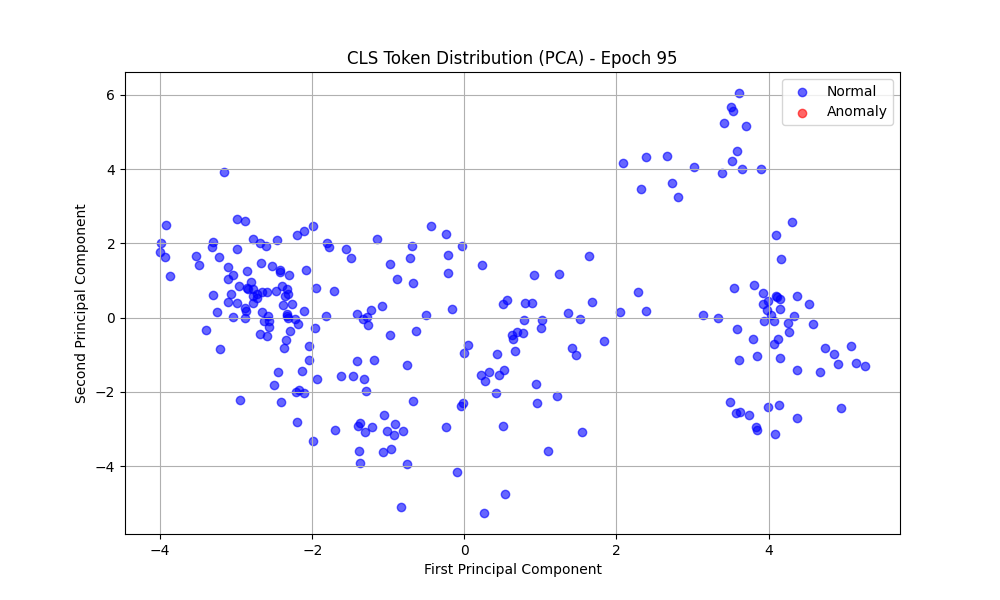 CLS Token Distribution (PCA) - Epoch 95
Normal
Anomaly
Second Principal Component
6
4
2
0
−2
−4
−4
−2
0
2
4
First Principal Component